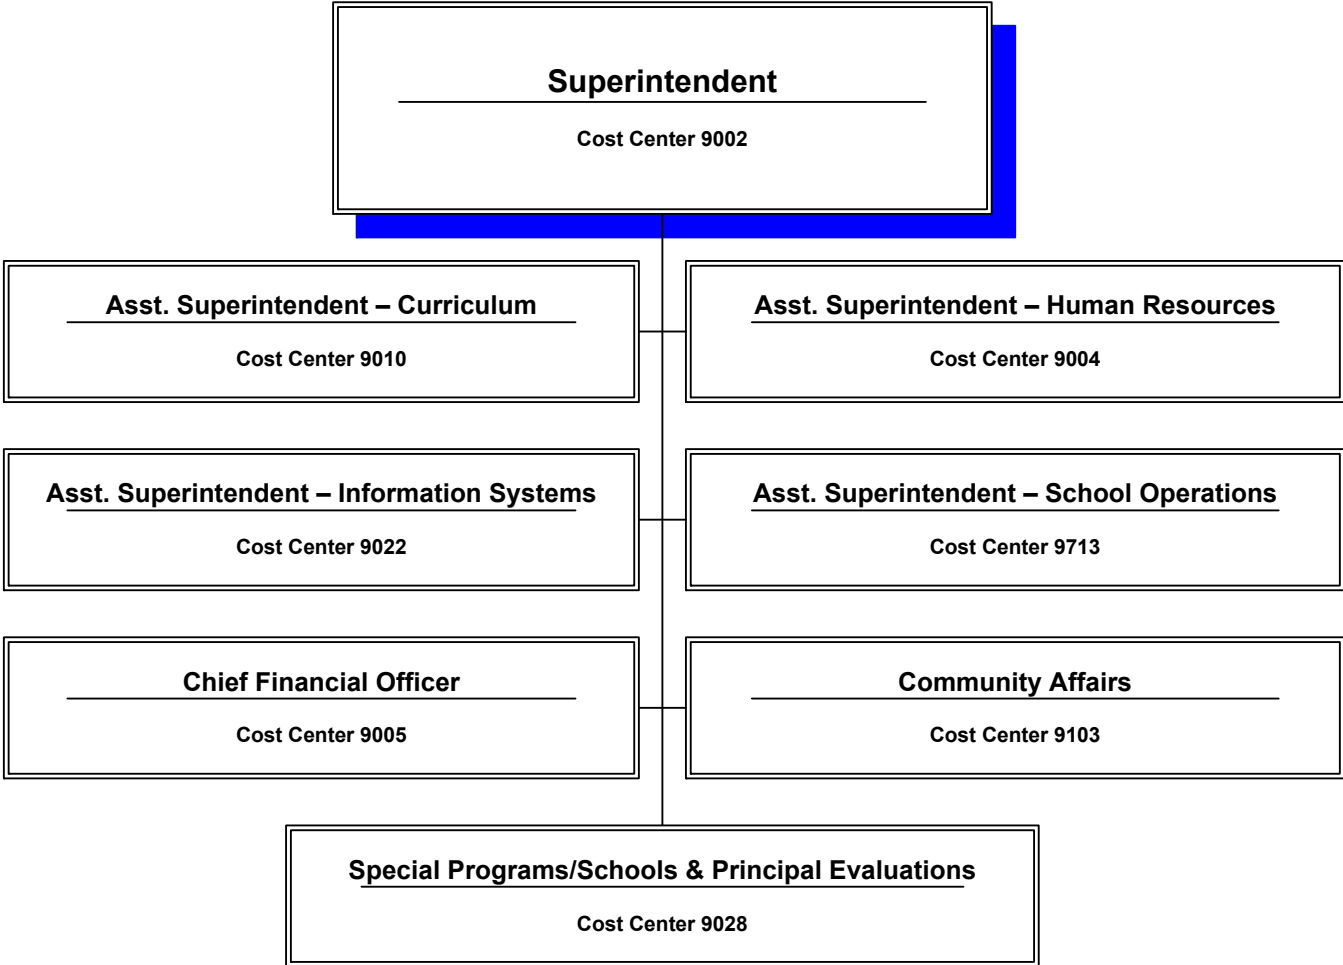 Superintendent
Cost Center 9002
Asst. Superintendent – Curriculum
Cost Center 9010
Asst. Superintendent – Human Resources
Cost Center 9004
Asst. Superintendent – Information Systems
Cost Center 9022
Asst. Superintendent – School Operations
Cost Center 9713
Chief Financial Officer
Cost Center 9005
Community Affairs
Cost Center 9103
Special Programs/Schools & Principal Evaluations
Cost Center 9028